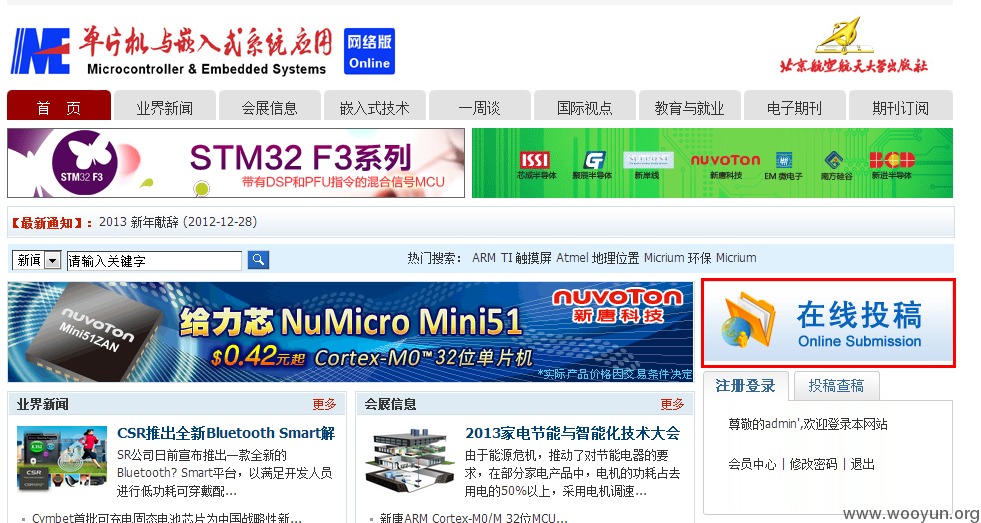 ME 单片机与嵌入式系统应用 网络版
Microcontroller & Embedded Systems Online
北京航空航天大学出版社
首 页 业界新闻 会展信息 嵌入式技术 一周谈 国际视点 教育与就业 电子期刊 期刊订阅
STM32 F3
STM32 F3系列
带有DSP和PFU指令的混合信号MCU
ISSI nuvoTon
芯成半导体 聚辰半导体 新岸线 新唐科技 EM 微电子 南方硅谷 新进半导体
【最新通知】： 2013 新年献辞 (2012-12-28)
新闻 请输入关键字
热门搜索： ARM TI 触摸屏 Atmel 地理位置 Micrium 环保 Micrium
nuvoTon
Mini51ZAN
给力芯 NuMicro Mini51
$0.42元起 Cortex-M0™ 32位单片机
nuvoTon
新唐科技
*实际产品价格因交易条件决定
在线投稿
Online Submission
注册登录 投稿查稿
尊敬的admin',欢迎登录本网站
会员中心 | 修改密码 | 退出
业界新闻 更多
CSR
CSR推出全新Bluetooth Smart解
SR公司日前宣布推出一款全新的
Bluetooth? Smart平台，以满足开发人员
进行低功耗可穿戴配...
Cymbet首批可充电固态电池芯片为中国战略性新...
会展信息 更多
2013家电节能与智能化技术大会
由于能源危机，推动了对节能电器的要
求，在部分家电产品中，电机的功耗占去
用电的50%以上，采用电机调速...
新唐ARM Cortex-M0/M 32位MCU...
www.wooyun.org